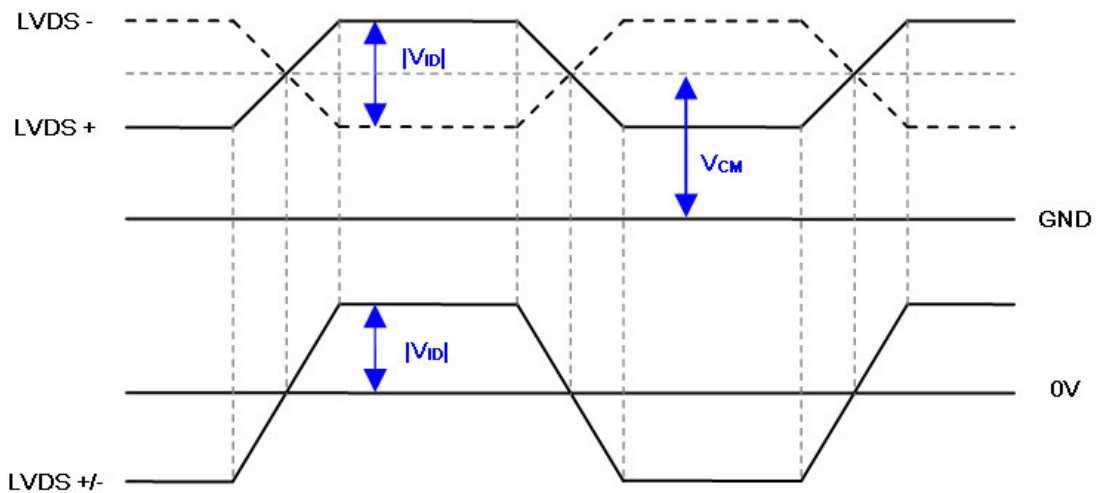 LVDS -
|VID|
LVDS +
VCM
GND
|VID|
0V
LVDS +/-